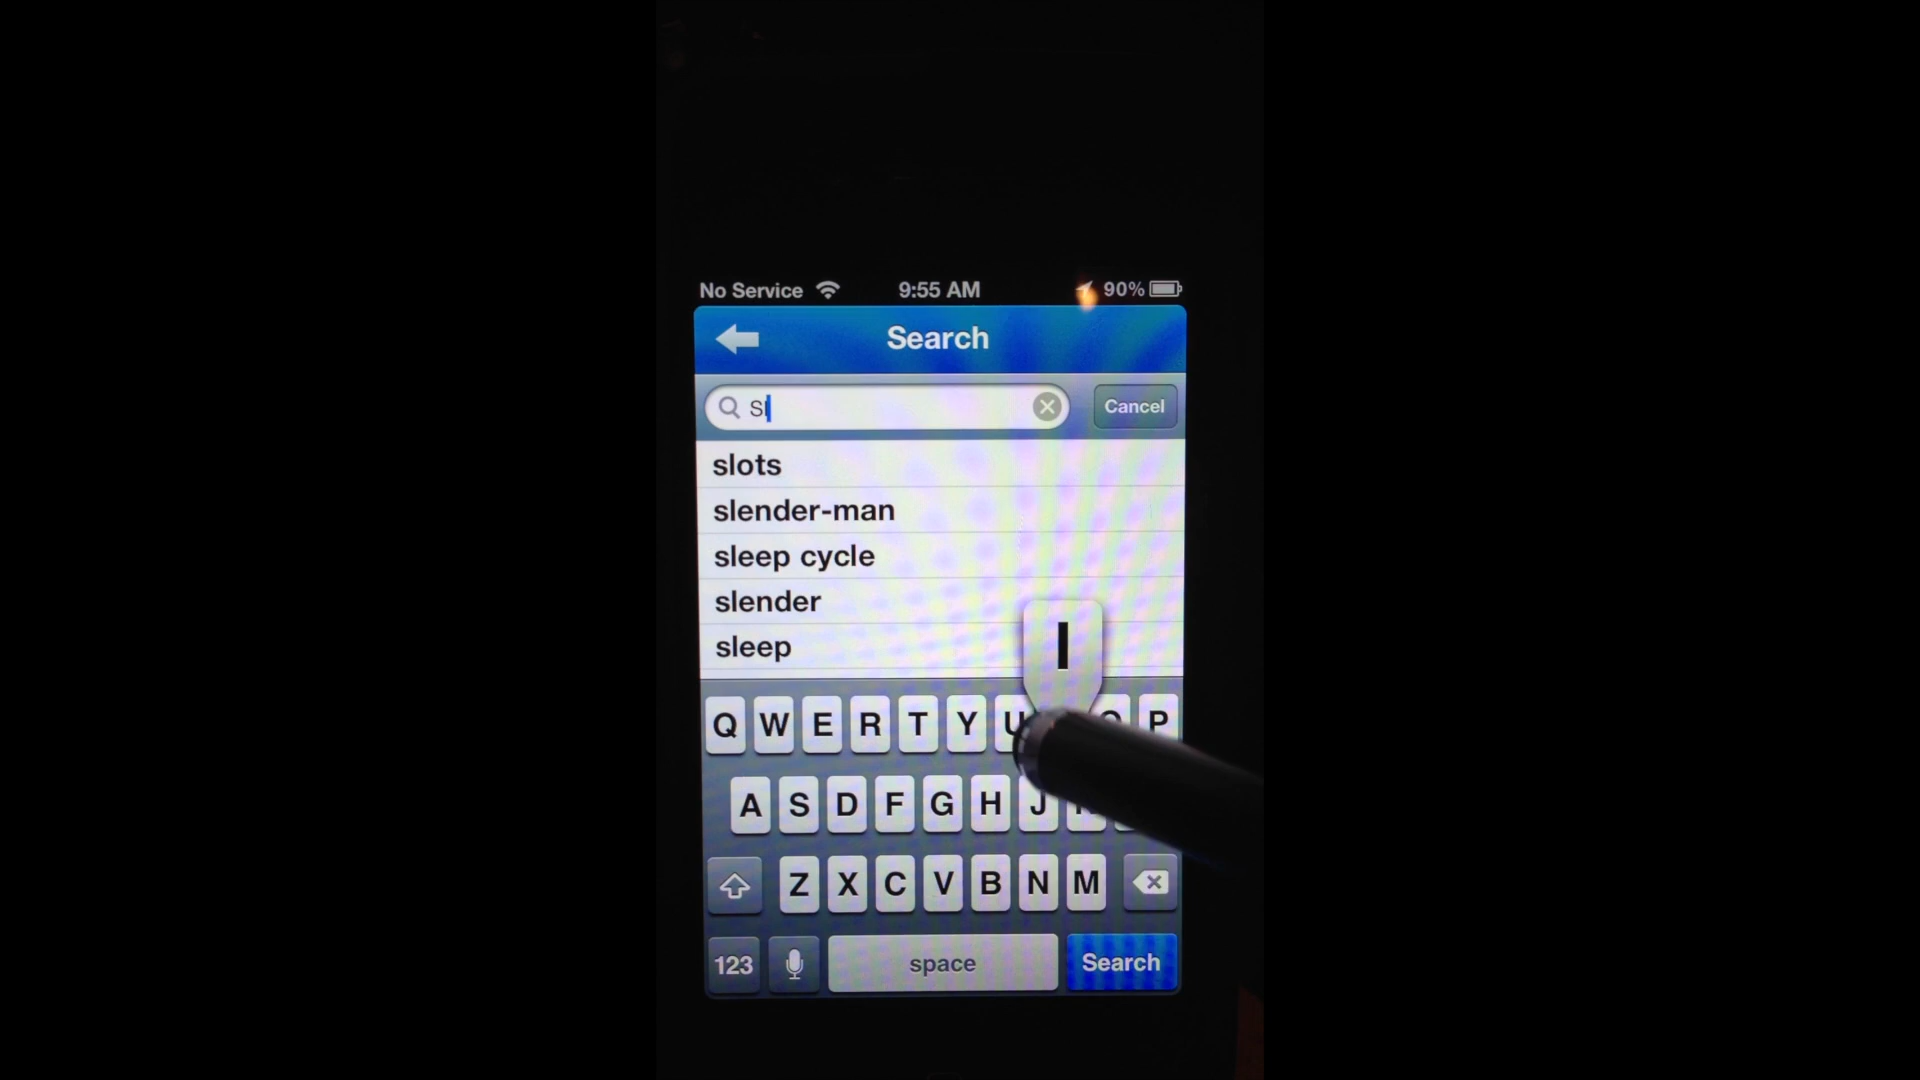 No Service 9:55 AM 90%
Search
Sl Cancel
slots
slender-man
sleep cycle
slender
sleep
I
Q W E R T Y U P
A S D F G H J
Z X C V B N M
123 space Search